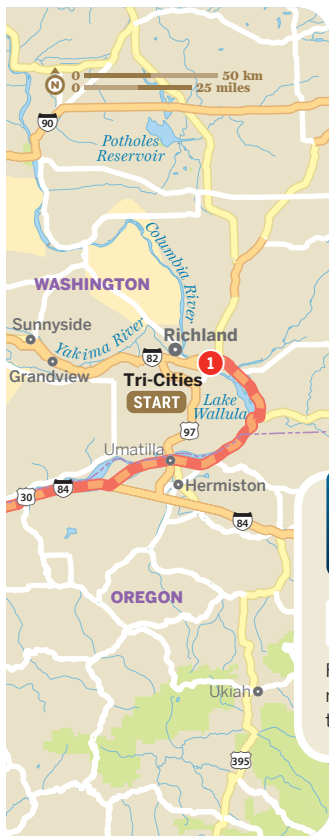 0 50 km
N
0 25 miles
90
Potholes
Reservoir
Columbia River
WASHINGTON
Sunnyside
Yakima River
Richland
82
1
Grandview
Tri-Cities
START
Lake
Wallula
97
Umatilla
84
Hermiston
30
84
OREGON
Ukiah
395